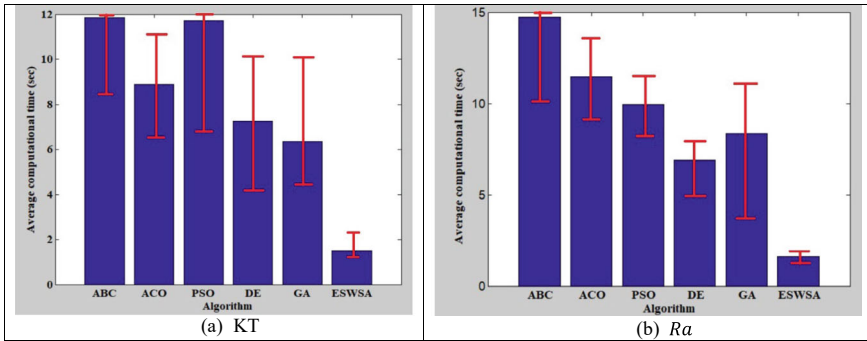 Average computational time (sec)
12
10
8
6
4
2
0
ABC ACO PSO DE GA ESWSA
Algorithm
(a) KT
Average computational time (sec)
15
10
5
0
ABC ACO PSO DE GA ESWSA
Algorithm
(b) Ra